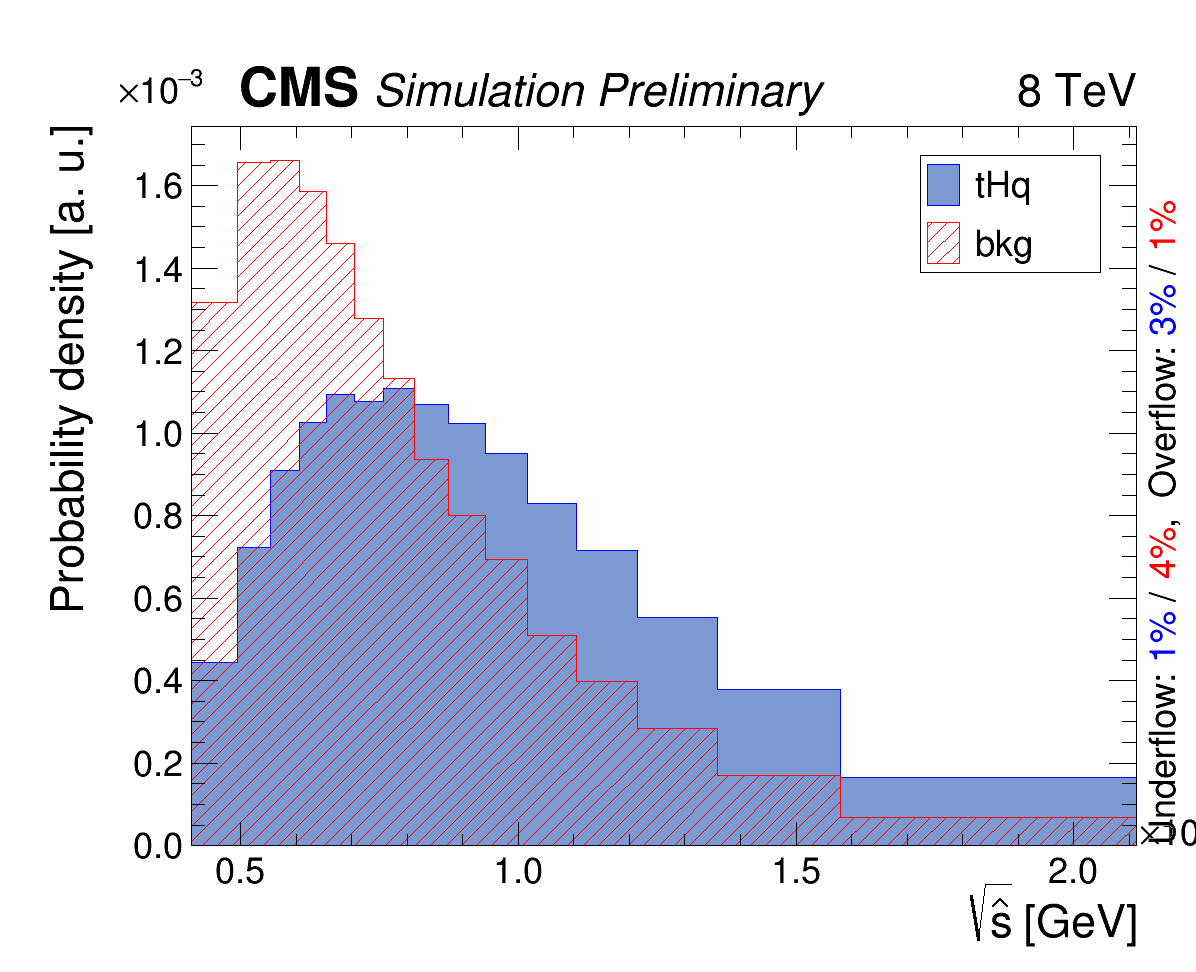 ×10⁻³ CMS Simulation Preliminary 8 TeV
Probability density [a. u.]
1.6
1.4
1.2
1.0
0.8
0.6
0.4
0.2
0.0
tHq
bkg
Underflow: 1% / 4%, Overflow: 3% / 1%
×10
0.5 1.0 1.5 2.0
√ŝ [GeV]